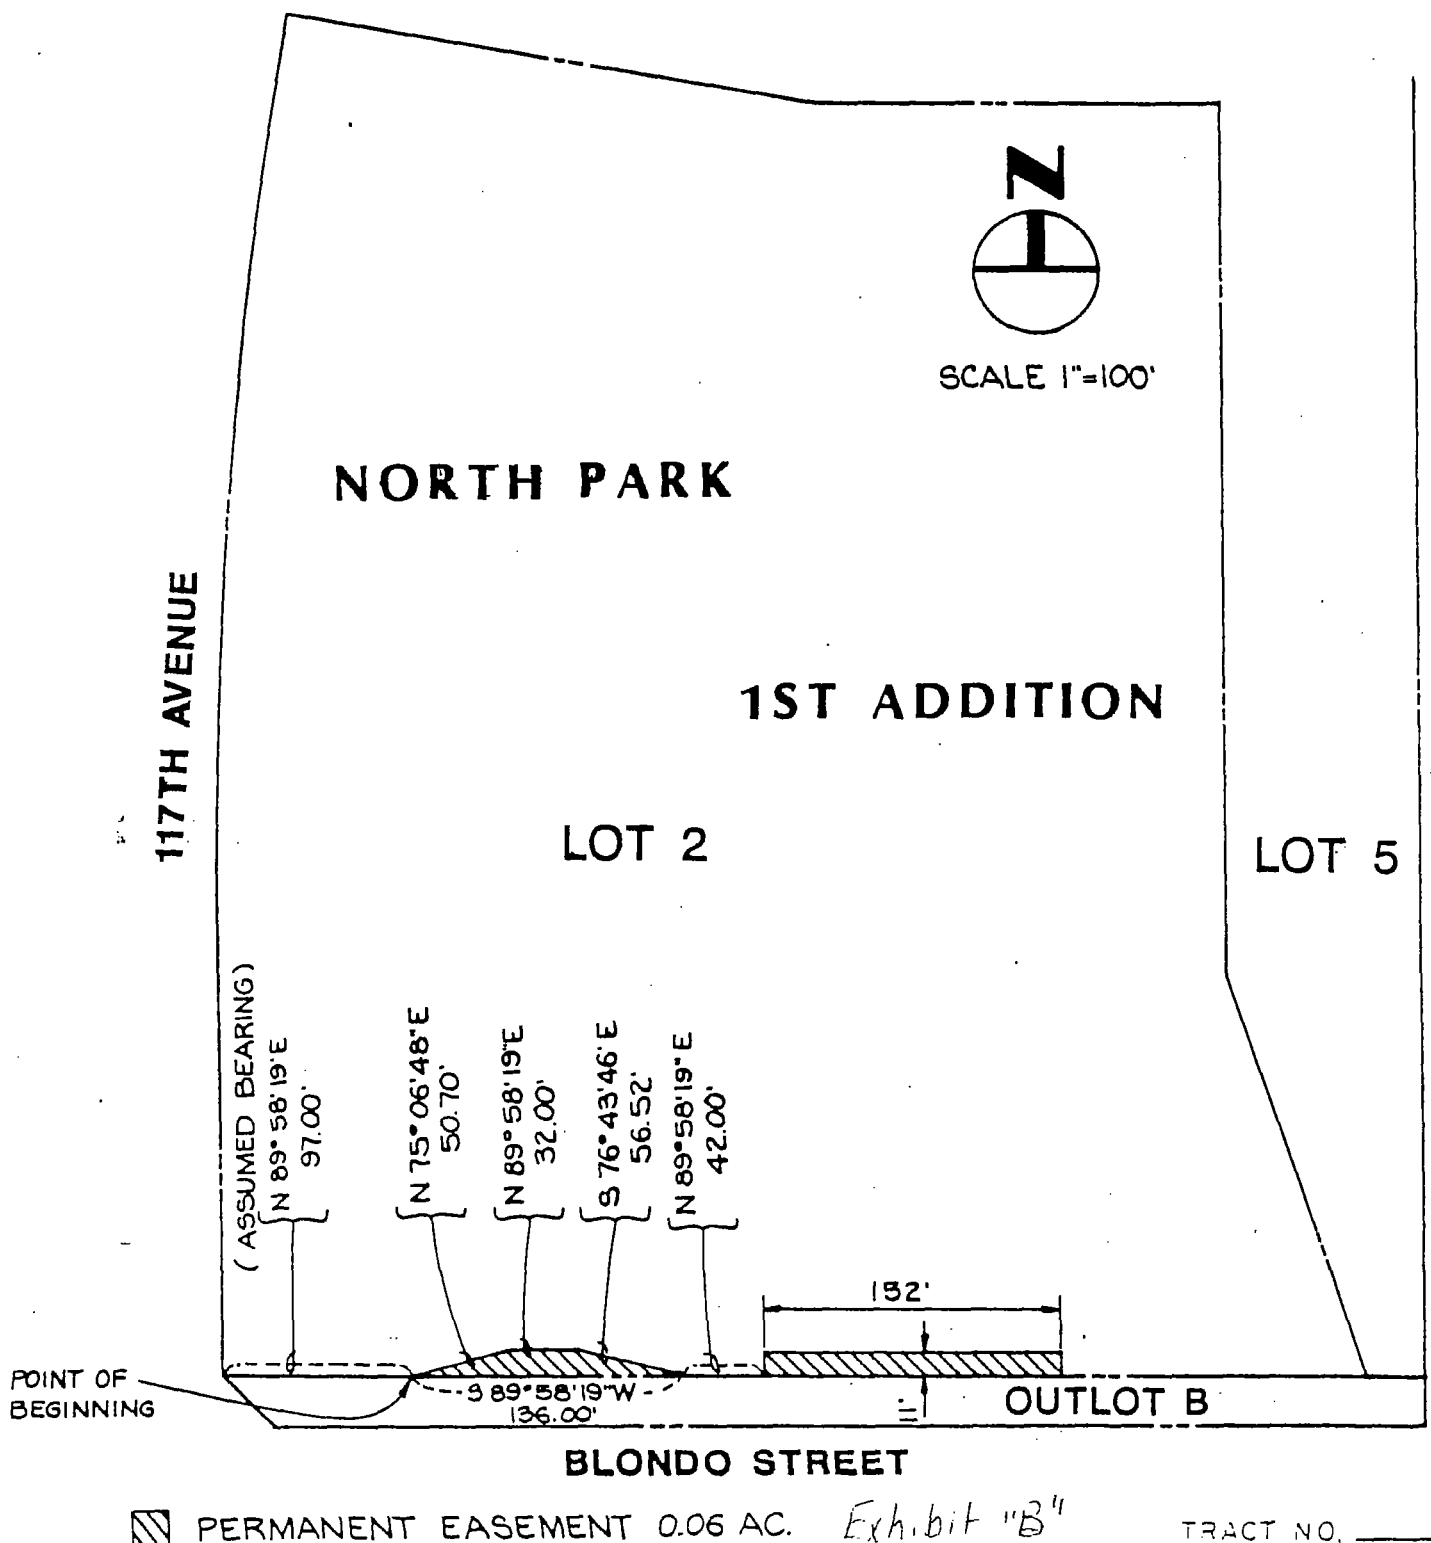 N
SCALE 1"=100'
NORTH PARK
117TH AVENUE
1ST ADDITION
LOT 2
LOT 5
(ASSUMED BEARING)
N 89°58'19"E
97.00'
N 75°06'48"E
50.70'
N 89°58'19"E
32.00'
S 76°43'46"E
56.52'
N 89°58'19"E
42.00'
152'
POINT OF
BEGINNING
S 89°58'19"W
136.00'
11'
OUTLOT B
BLONDO STREET
PERMANENT EASEMENT 0.06 AC. Exhibit "B" TRACT NO.